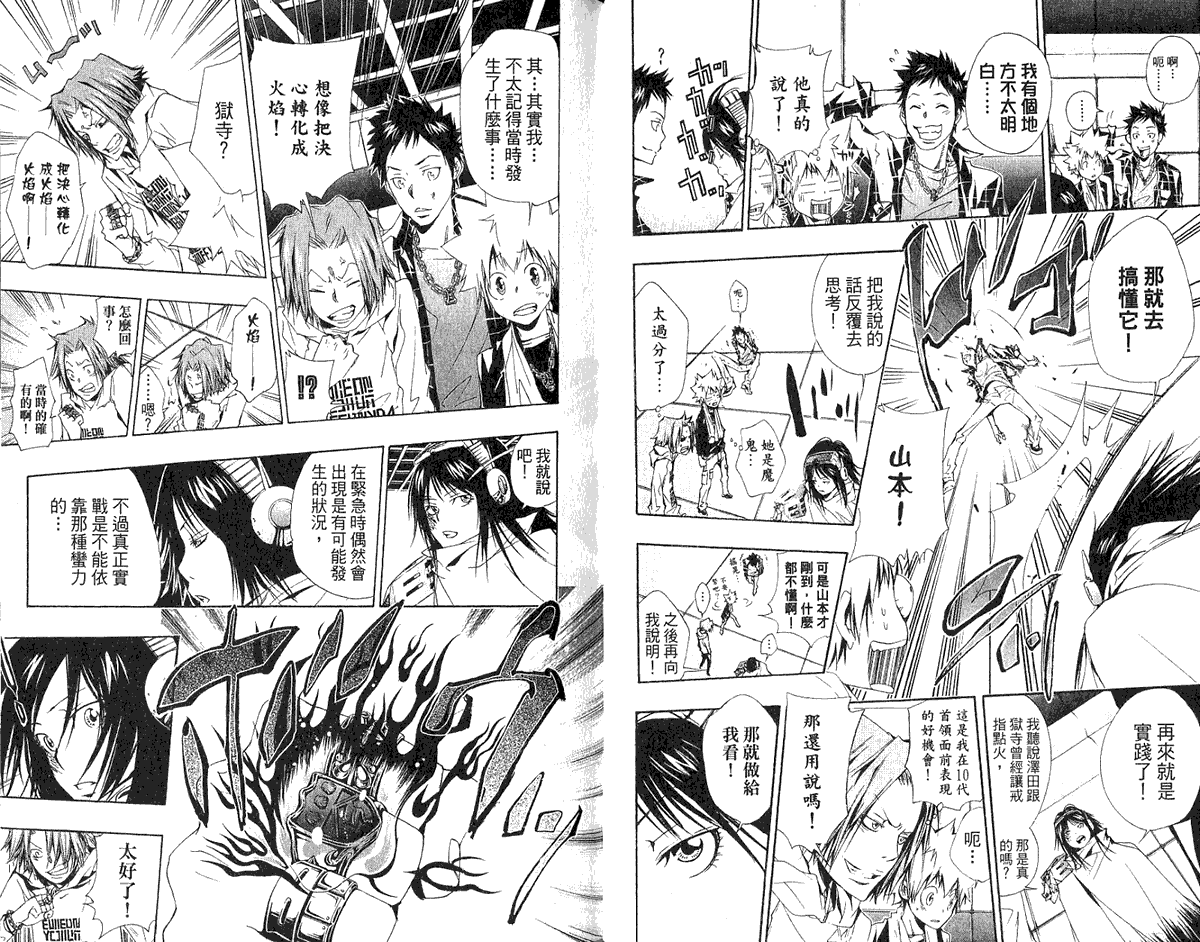 啊…
呃…
…
我有個地
方不太明
白……
他真的
說了！
？
カッ
カッ
カッ
那就去
搞懂它！
山本！
把我說的
話反覆去
思考！
呃…
太過分了……
她是魔
鬼…
可是山本才
剛到，什麼
都不懂啊！
…
之後再向
我說明！
再來就是
實踐了！
我聽說澤田跟
獄寺曾經讓戒
指點火，
那是真
的嗎？
呃…
這是我在10代
首領面前表現
的好機會！
那還用說嗎！
那就做給
我看！
其…其實我…
不太記得當時發
生了什麼事……
想像把決
心轉化成
火焰！
獄寺？
把決心轉化
成火焰——
火焰啊——！
！？
火焰——！
……嗯？
怎麼回
事？
當時的確
有的啊！
我就說
吧！
在緊急時偶然會
出現是有可能發
生的狀況，
不過真正實
戰是不能依
靠那種蠻力
的…
太好了！